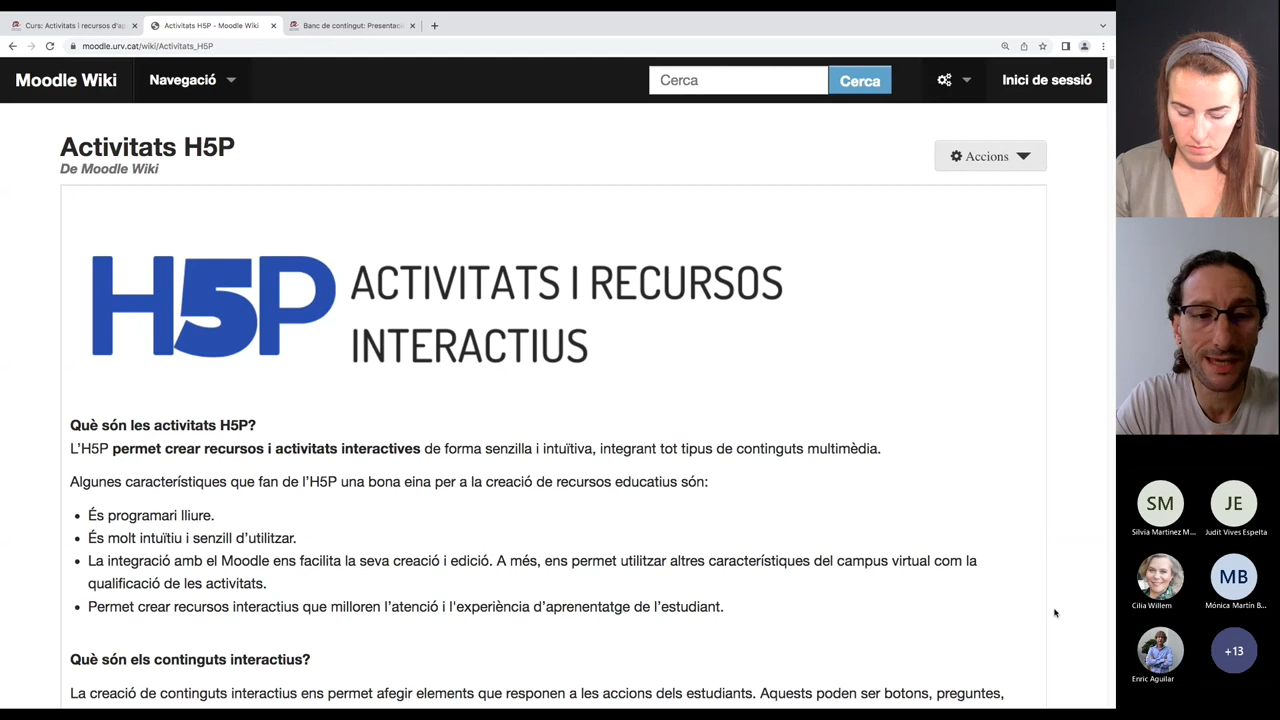 Curs: Activitats i recursos d'ap
Activitats H5P - Moodle Wiki
Banc de contingut: Presentaci
moodle.urv.cat/wiki/Activitats_H5P
Moodle Wiki
Navegació
Cerca
Cerca
Inici de sessió
Activitats H5P
De Moodle Wiki
Accions
H5P ACTIVITATS I RECURSOS
INTERACTIUS
Què són les activitats H5P?
L'H5P permet crear recursos i activitats interactives de forma senzilla i intuïtiva, integrant tot tipus de continguts multimèdia.
Algunes característiques que fan de l'H5P una bona eina per a la creació de recursos educatius són:
• És programari lliure.
• És molt intuïtiu i senzill d'utilitzar.
• La integració amb el Moodle ens facilita la seva creació i edició. A més, ens permet utilitzar altres característiques del campus virtual com la
qualificació de les activitats.
• Permet crear recursos interactius que milloren l'atenció i l'experiència d'aprenentatge de l'estudiant.
Què són els continguts interactius?
La creació de continguts interactius ens permet afegir elements que responen a les accions dels estudiants. Aquests poden ser botons, preguntes,
SM
JE
Silvia Martinez M...
Judit Vives Espelta
MB
Cilia Willem
Mónica Martín B...
+13
Enric Aguilar